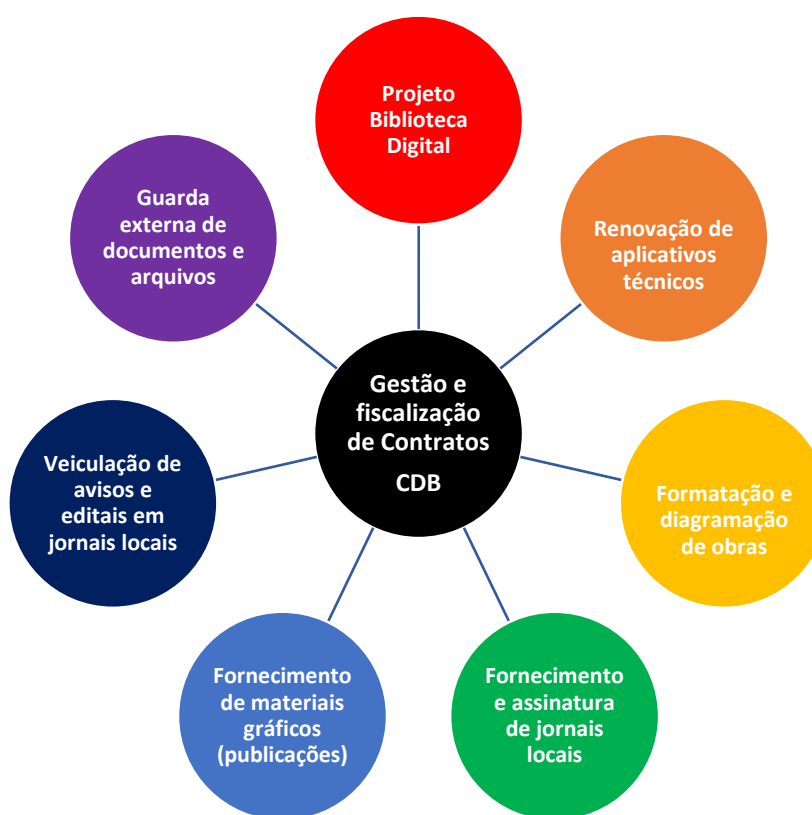 Projeto
Biblioteca
Digital
Renovação de
aplicativos
técnicos
Formatação e
diagramação
de obras
Fornecimento
e assinatura
de jornais
locais
Fornecimento
de materiais
gráficos
(publicações)
Veiculação de
avisos e
editais em
jornais locais
Guarda
externa de
documentos e
arquivos
Gestão e
fiscalização
de Contratos
CDB